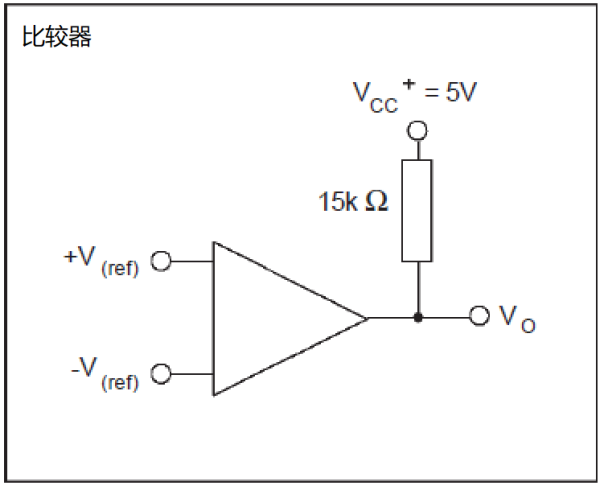 比较器
VCC+ = 5V
15k Ω
+V(ref)
VO
-V(ref)